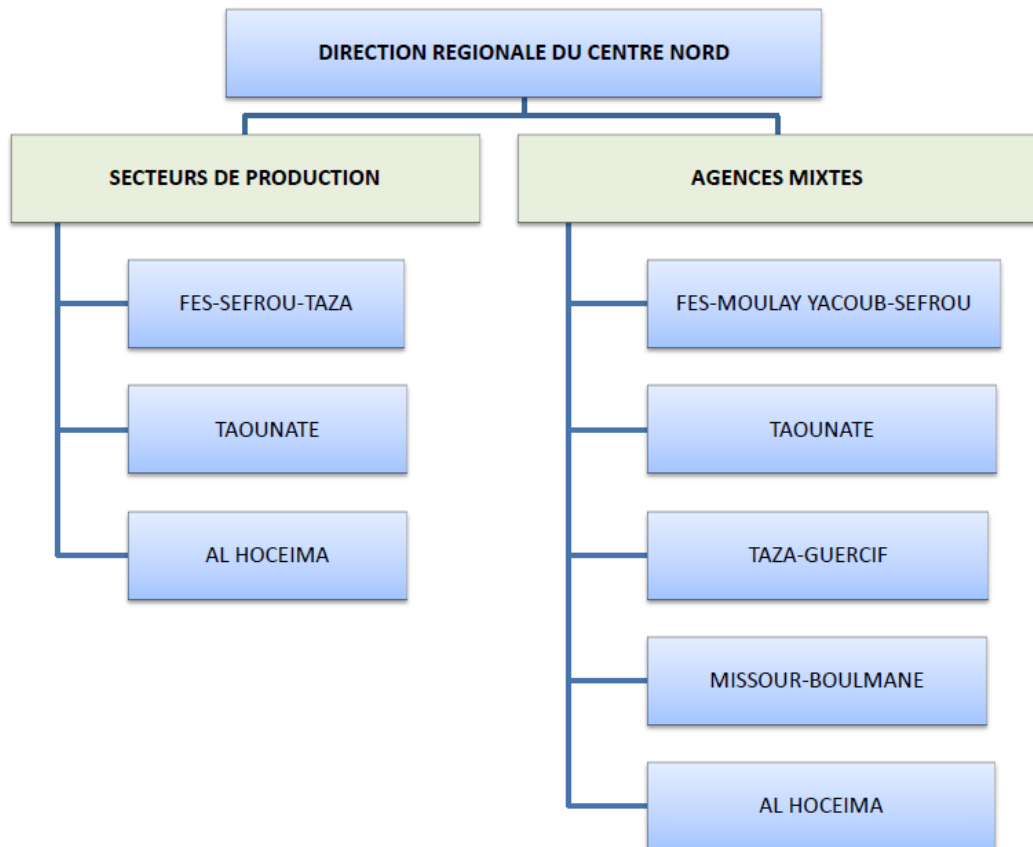 DIRECTION REGIONALE DU CENTRE NORD
SECTEURS DE PRODUCTION
FES-SEFROU-TAZA
TAOUNATE
AL HOCEIMA
AGENCES MIXTES
FES-MOULAY YACOUB-SEFROU
TAOUNATE
TAZA-GUERCIF
MISSOUR-BOULMANE
AL HOCEIMA